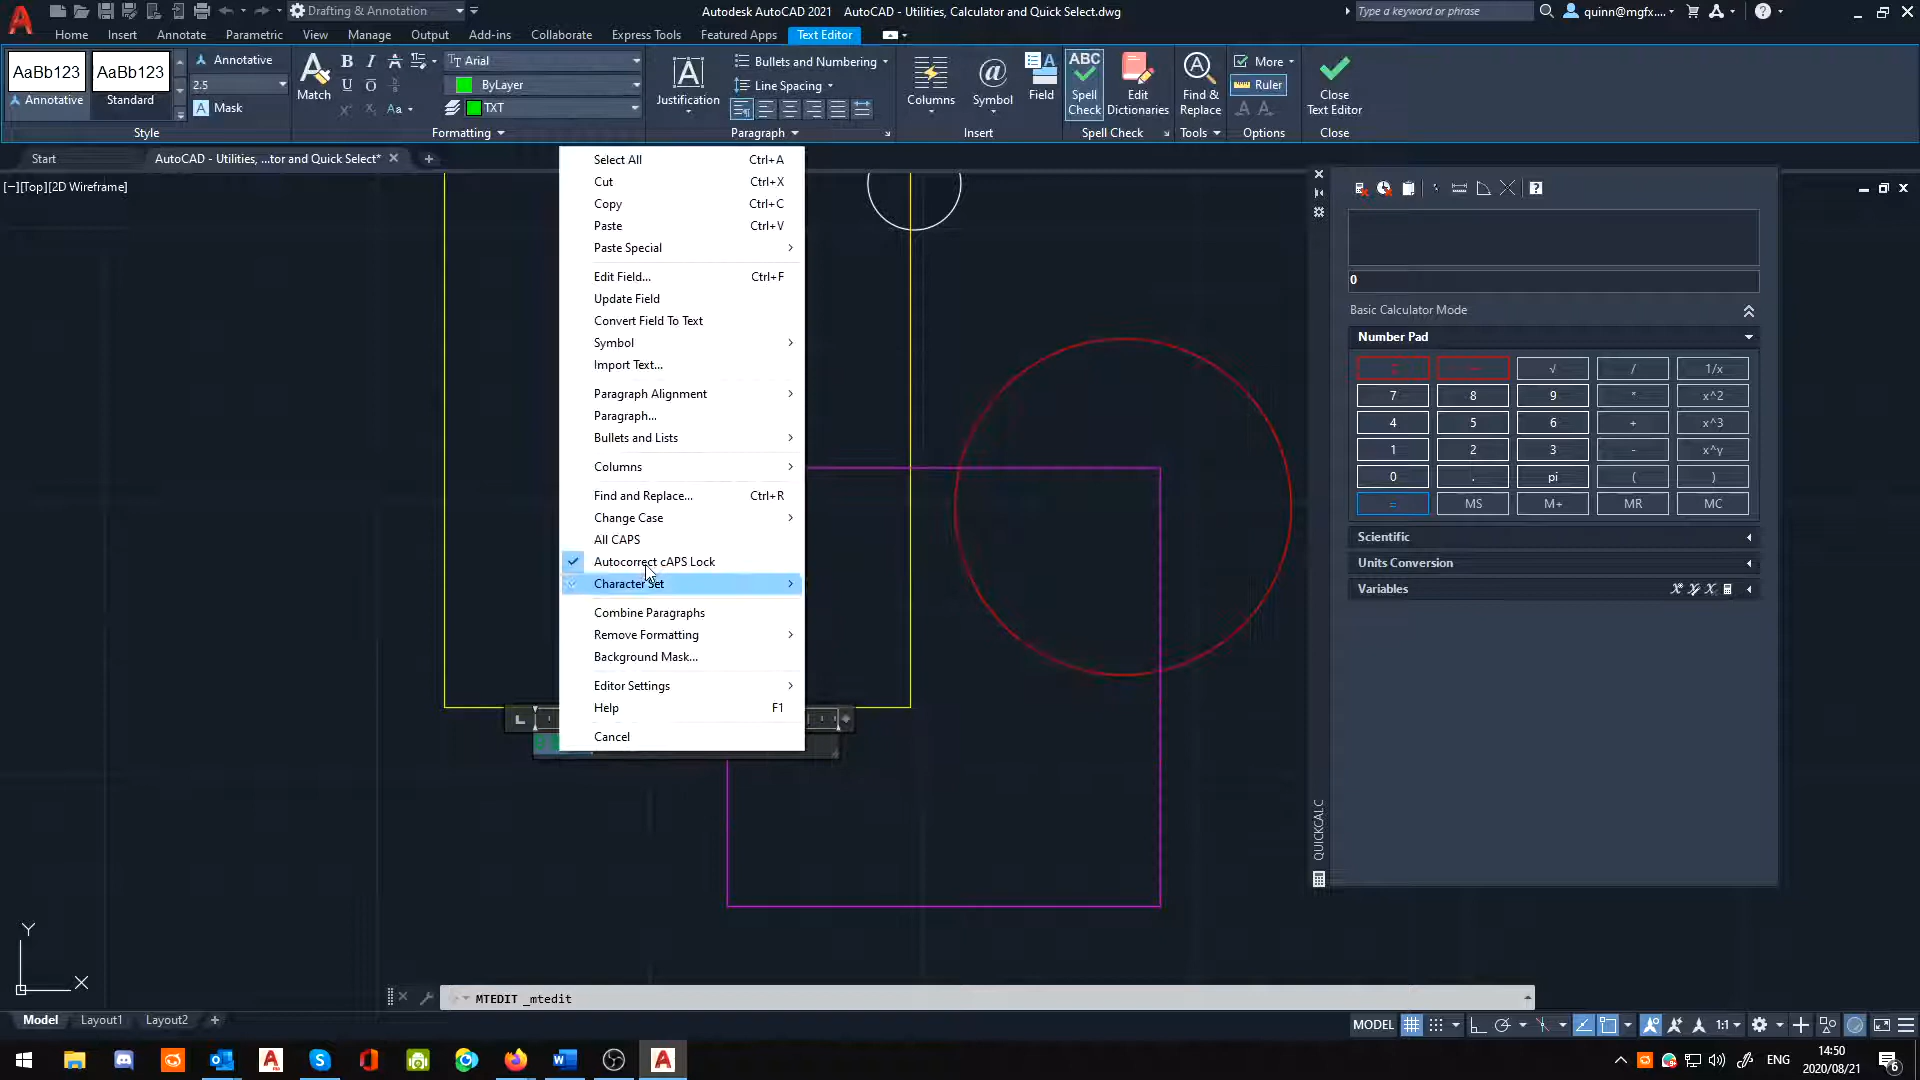 Drafting & Annotation
Autodesk AutoCAD 2021 AutoCAD - Utilities, Calculator and Quick Select.dwg
Type a keyword or phrase
quinn@mgfx....
Home Insert Annotate Parametric View Manage Output Add-ins Collaborate Express Tools Featured Apps Text Editor
AaBb123 AaBb123
Annotative Standard
Annotative
2.5
Mask
Style
Match
B I
U O
Aa
Arial
ByLayer
TXT
Formatting
Justification
Bullets and Numbering
Line Spacing
Paragraph
Columns
Symbol
Field
Insert
ABC
Spell Check
Edit Dictionaries
Spell Check
Find & Replace
Tools
More
Ruler
Options
Close Text Editor
Close
Start
AutoCAD - Utilities, ...tor and Quick Select*
[−][Top][2D Wireframe]
Select All Ctrl+A
Cut Ctrl+X
Copy Ctrl+C
Paste Ctrl+V
Paste Special
Edit Field... Ctrl+F
Update Field
Convert Field To Text
Symbol
Import Text...
Paragraph Alignment
Paragraph...
Bullets and Lists
Columns
Find and Replace... Ctrl+R
Change Case
All CAPS
Autocorrect cAPS Lock
Character Set
Combine Paragraphs
Remove Formatting
Background Mask...
Editor Settings
Help F1
Cancel
0
Basic Calculator Mode
Number Pad
√ / 1/x
7 8 9 * x^2
4 5 6 + x^3
1 2 3 - x^y
0 . pi ( )
= MS M+ MR MC
Scientific
Units Conversion
Variables
QUICKCALC
Y
X
MTEDIT _mtedit
Model Layout1 Layout2 +
MODEL
1:1
ENG
14:50
2020/08/21
6